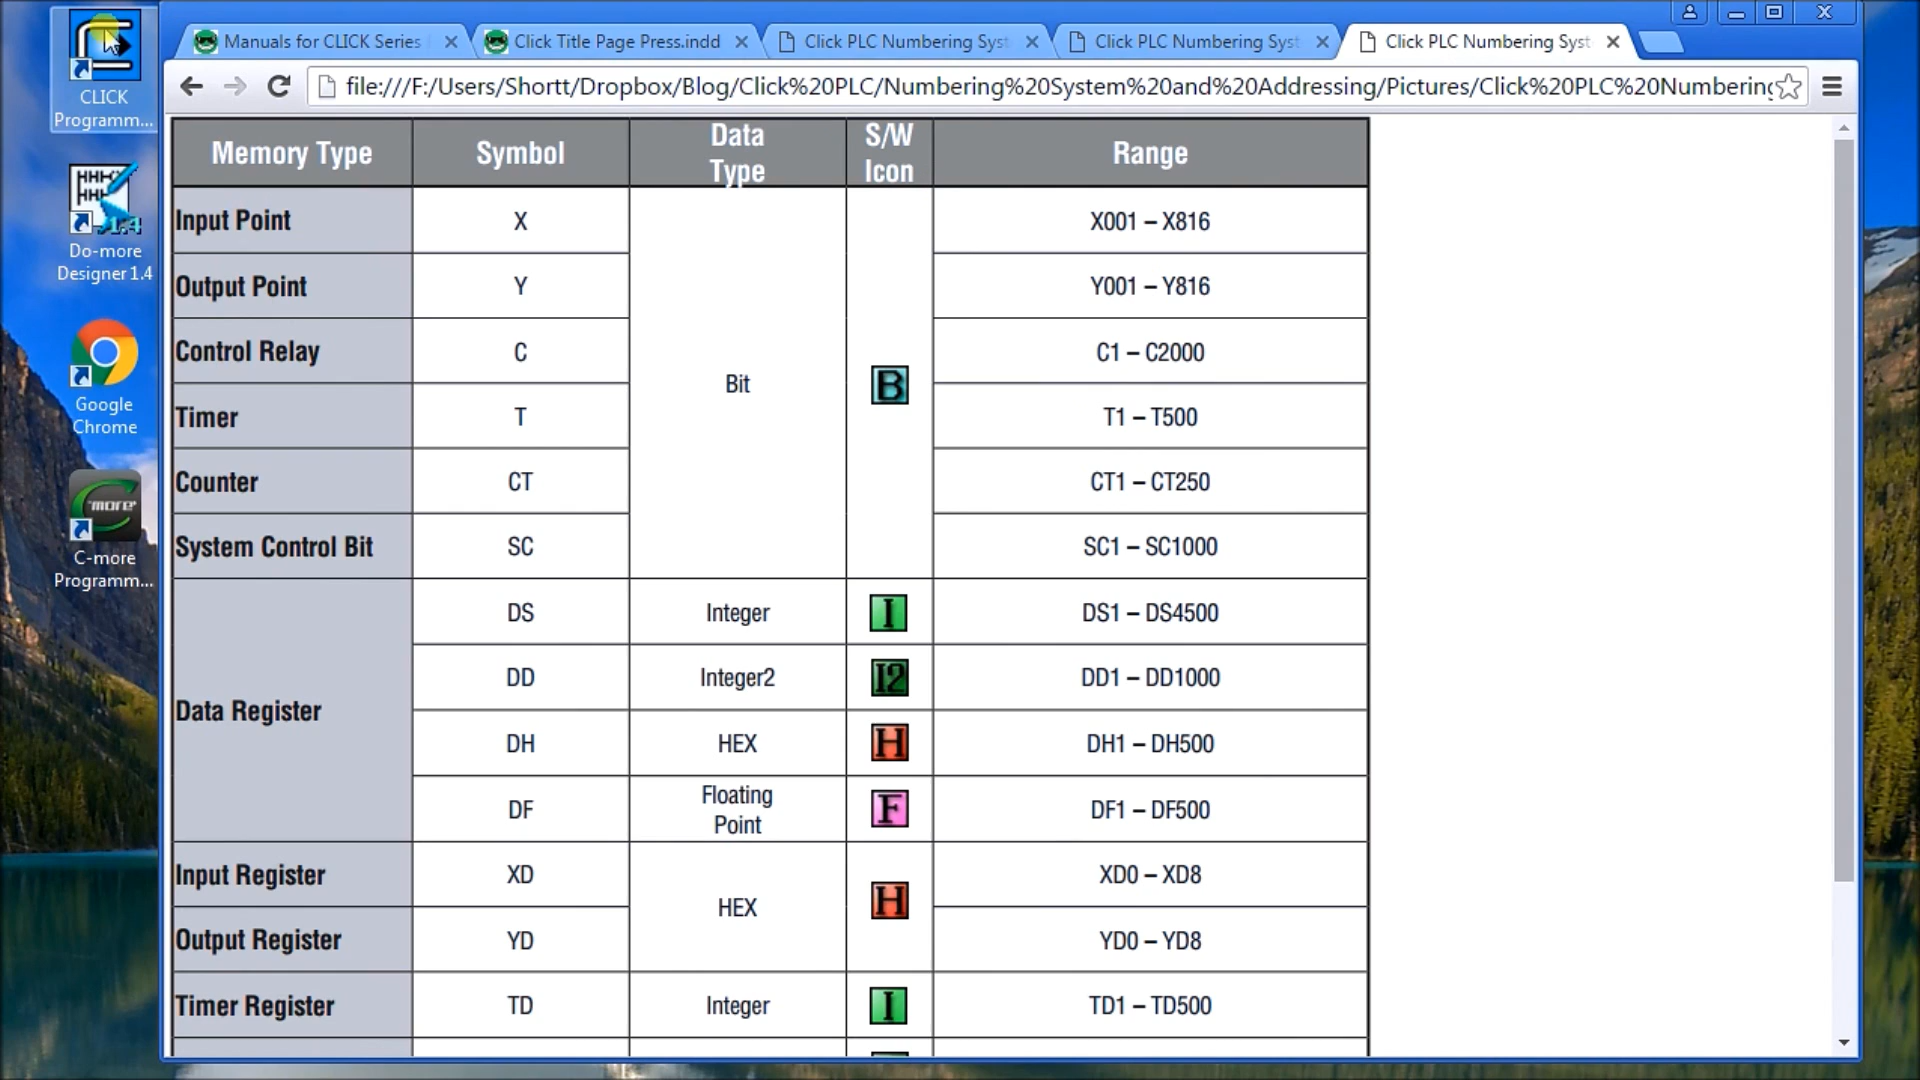 Manuals for CLICK Series
Click Title Page Press.indd
Click PLC Numbering Syst
Click PLC Numbering Syst
Click PLC Numbering Syst
file:///F:/Users/Shortt/Dropbox/Blog/Click%20PLC/Numbering%20System%20and%20Addressing/Pictures/Click%20PLC%20Numbering
CLICK
Programm...
1.4
Do-more
Designer 1.4
Google
Chrome
C more
C-more
Programm...
Memory Type Symbol Data Type S/W Icon Range
Input Point X Bit B X001 – X816
Output Point Y Y001 – Y816
Control Relay C C1 – C2000
Timer T T1 – T500
Counter CT CT1 – CT250
System Control Bit SC SC1 – SC1000
Data Register DS Integer I DS1 – DS4500
DD Integer2 I2 DD1 – DD1000
DH HEX H DH1 – DH500
DF Floating Point F DF1 – DF500
Input Register XD HEX H XD0 – XD8
Output Register YD YD0 – YD8
Timer Register TD Integer I TD1 – TD500